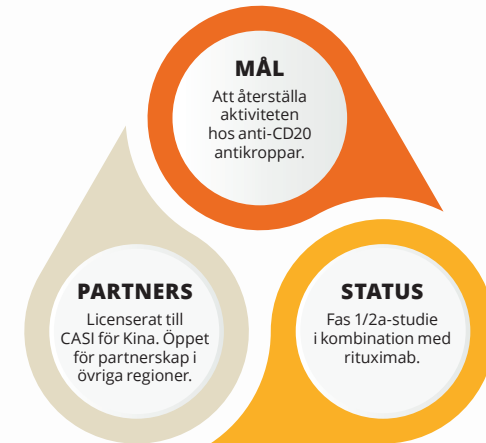 MÅL
Att återställa
aktiviteten
hos anti-CD20
antikroppar.
PARTNERS
Licenserat till
CASI för Kina. Öppet
för partnerskap i
övriga regioner.
STATUS
Fas 1/2a-studie
i kombination med
rituximab.